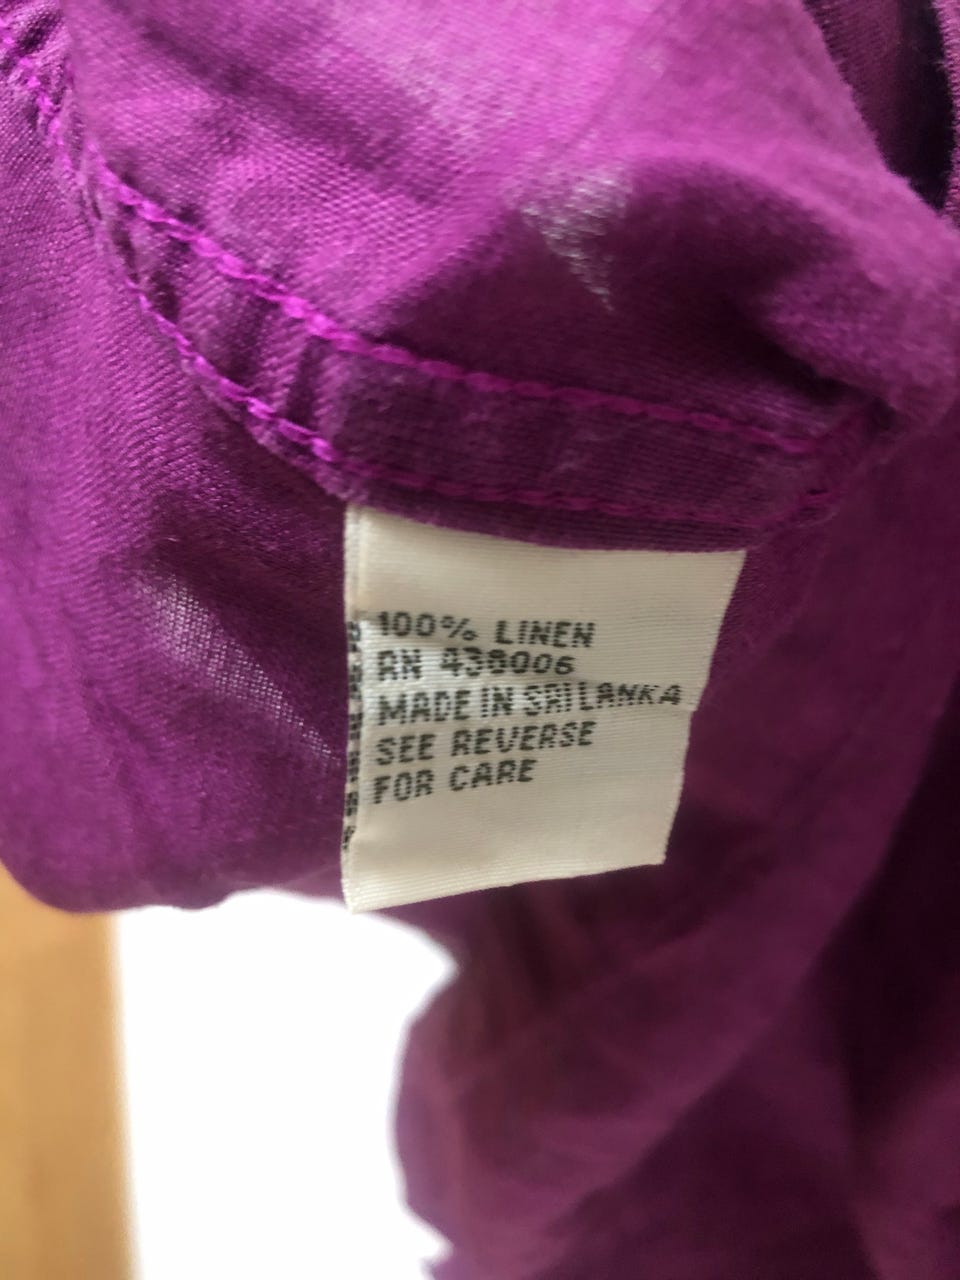 100% LINEN
RN 438006
MADE IN SRI LANKA
SEE REVERSE
FOR CARE